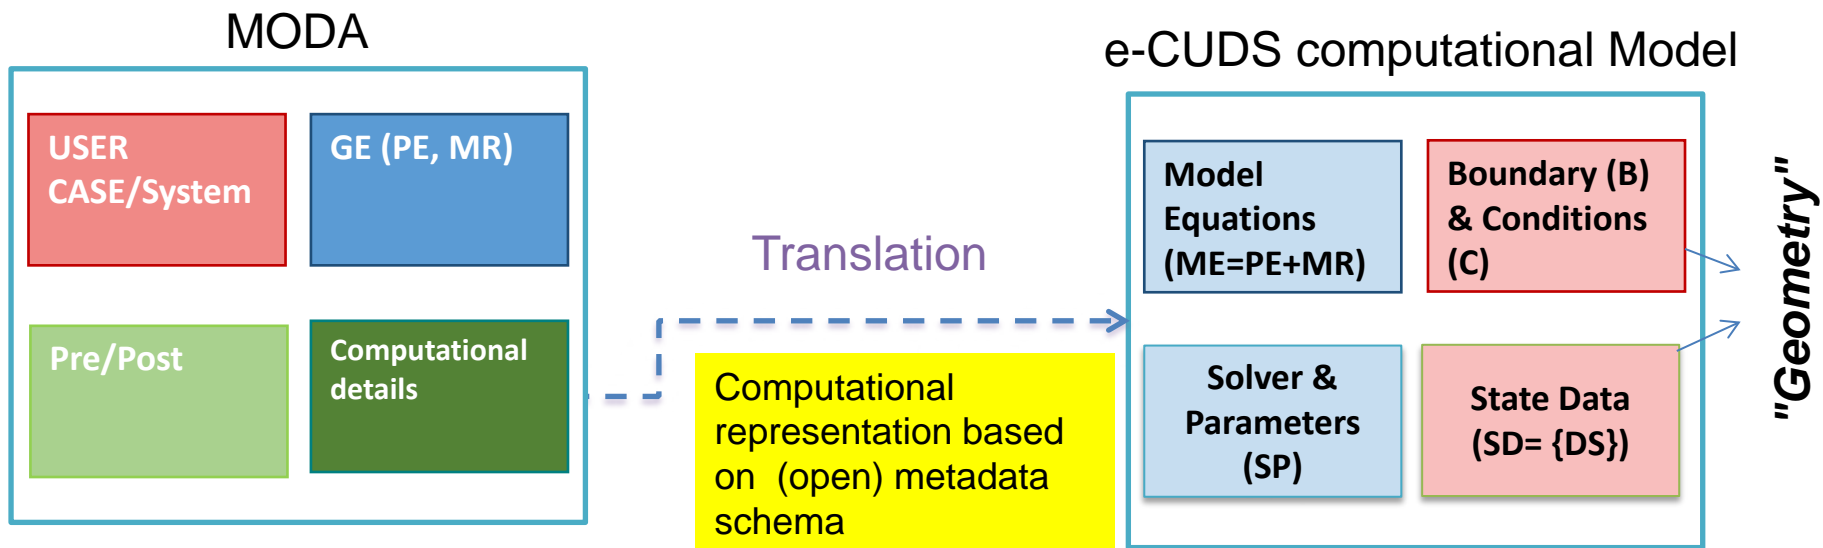 MODA
USER
CASE/System
GE (PE, MR)
Pre/Post
Computational
details
Translation
Computational
representation based
on (open) metadata
schema
e-CUDS computational Model
Model
Equations
(ME=PE+MR)
Boundary (B)
& Conditions
(C)
Solver &
Parameters
(SP)
State Data
(SD= {DS})
"Geometry"